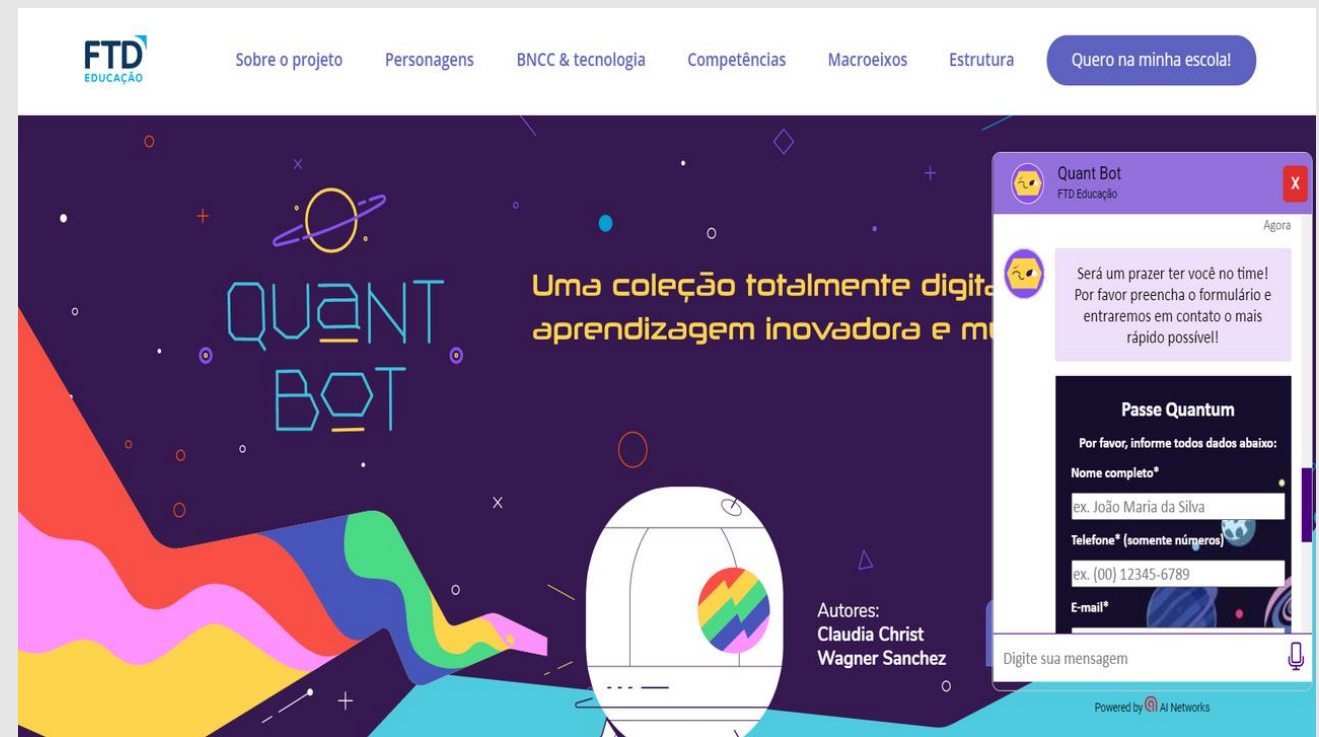 FTD
EDUCAÇÃO
Sobre o projeto
Personagens
BNCC & tecnologia
Competências
Macroeixos
Estrutura
Quero na minha escola!
QUANT
BOT
Uma coleção totalmente digita
aprendizagem inovadora e m
Autores:
Claudia Christ
Wagner Sanchez
Quant Bot
FTD Educação
X
Agora
Será um prazer ter você no time!
Por favor preencha o formulário e
entraremos em contato o mais
rápido possível!
Passe Quantum
Por favor, informe todos dados abaixo:
Nome completo*
ex. João Maria da Silva
Telefone* (somente números)
ex. (00) 12345-6789
E-mail*
Digite sua mensagem
Powered by AI Networks